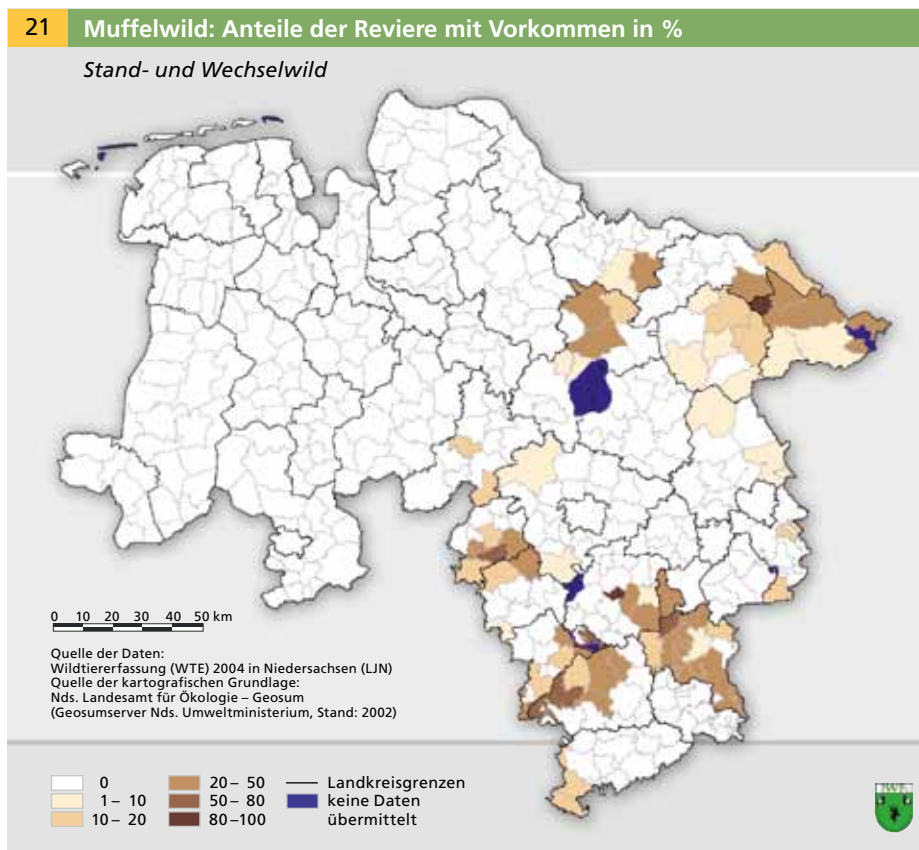 21 Muffelwild: Anteile der Reviere mit Vorkommen in %
Stand- und Wechselwild
0 10 20 30 40 50 km
Quelle der Daten:
Wildtiererfassung (WTE) 2004 in Niedersachsen (LJN)
Quelle der kartografischen Grundlage:
Nds. Landesamt für Ökologie – Geosum
(Geosumserver Nds. Umweltministerium, Stand: 2002)
0 20 – 50 Landkreisgrenzen
1 – 10 50 – 80 keine Daten
10 – 20 80 –100 übermittelt